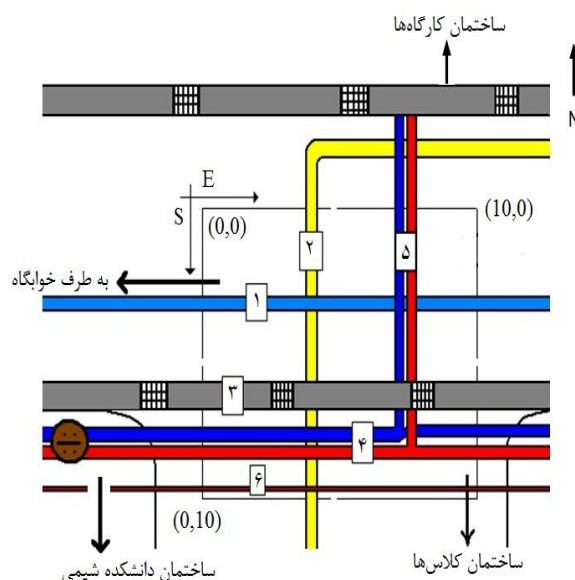 ساختمان کارگاه‌ها
N
E
S
(0,0)
(10,0)
۲
۵
به طرف خوابگاه
۱
۳
۴
۶
(0,10)
ساختمان کلاس‌ها
ساختمان دانشکده شیمی